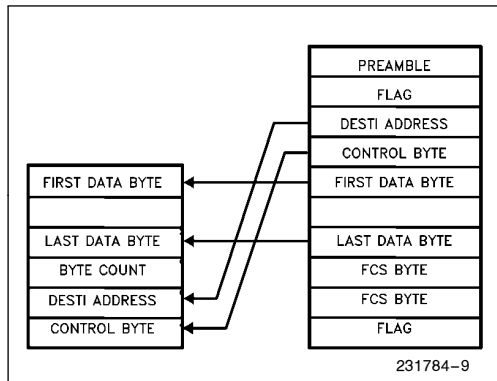 FIRST DATA BYTE
LAST DATA BYTE
BYTE COUNT
DESTI ADDRESS
CONTROL BYTE
PREAMBLE
FLAG
DESTI ADDRESS
CONTROL BYTE
FIRST DATA BYTE
LAST DATA BYTE
FCS BYTE
FCS BYTE
FLAG
231784–9